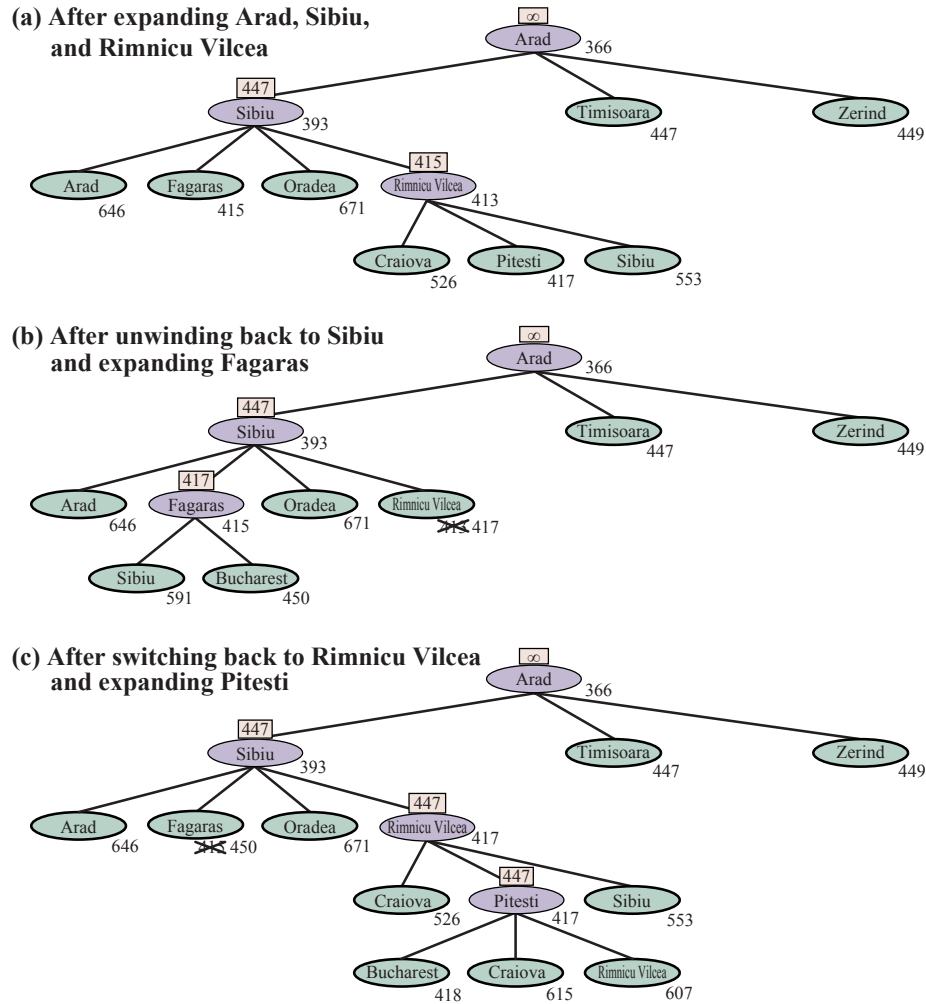 (a) After expanding Arad, Sibiu,
and Rimnicu Vilcea
∞
Arad
366
447
Sibiu
393
Timisoara
447
Zerind
449
Arad
646
Fagaras
415
Oradea
671
415
Rimnicu Vilcea
413
Craiova
526
Pitesti
417
Sibiu
553
(b) After unwinding back to Sibiu
and expanding Fagaras
∞
Arad
366
447
Sibiu
393
Timisoara
447
Zerind
449
Arad
646
417
Fagaras
415
Oradea
671
Rimnicu Vilcea
413 417
Sibiu
591
Bucharest
450
(c) After switching back to Rimnicu Vilcea
and expanding Pitesti
∞
Arad
366
447
Sibiu
393
Timisoara
447
Zerind
449
Arad
646
Fagaras
415 450
Oradea
671
447
Rimnicu Vilcea
417
Craiova
526
447
Pitesti
417
Sibiu
553
Bucharest
418
Craiova
615
Rimnicu Vilcea
607